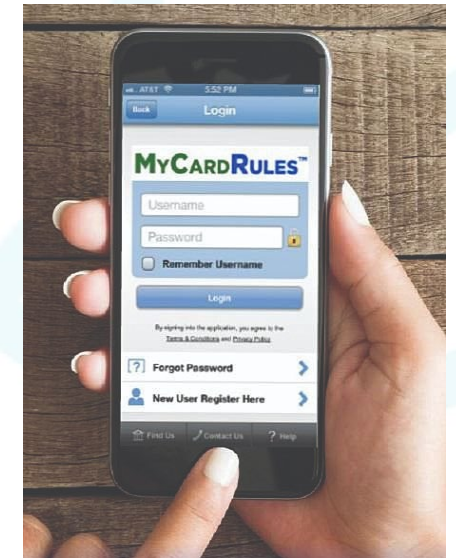 AT&T 5:52 PM
Back Login
MYCARDRULES™
Username
Password
Remember Username
Login
By signing into the application, you agree to the
Terms & Conditions and Privacy Policy
[?] Forgot Password
New User Register Here
Find Us Contact Us ? Help